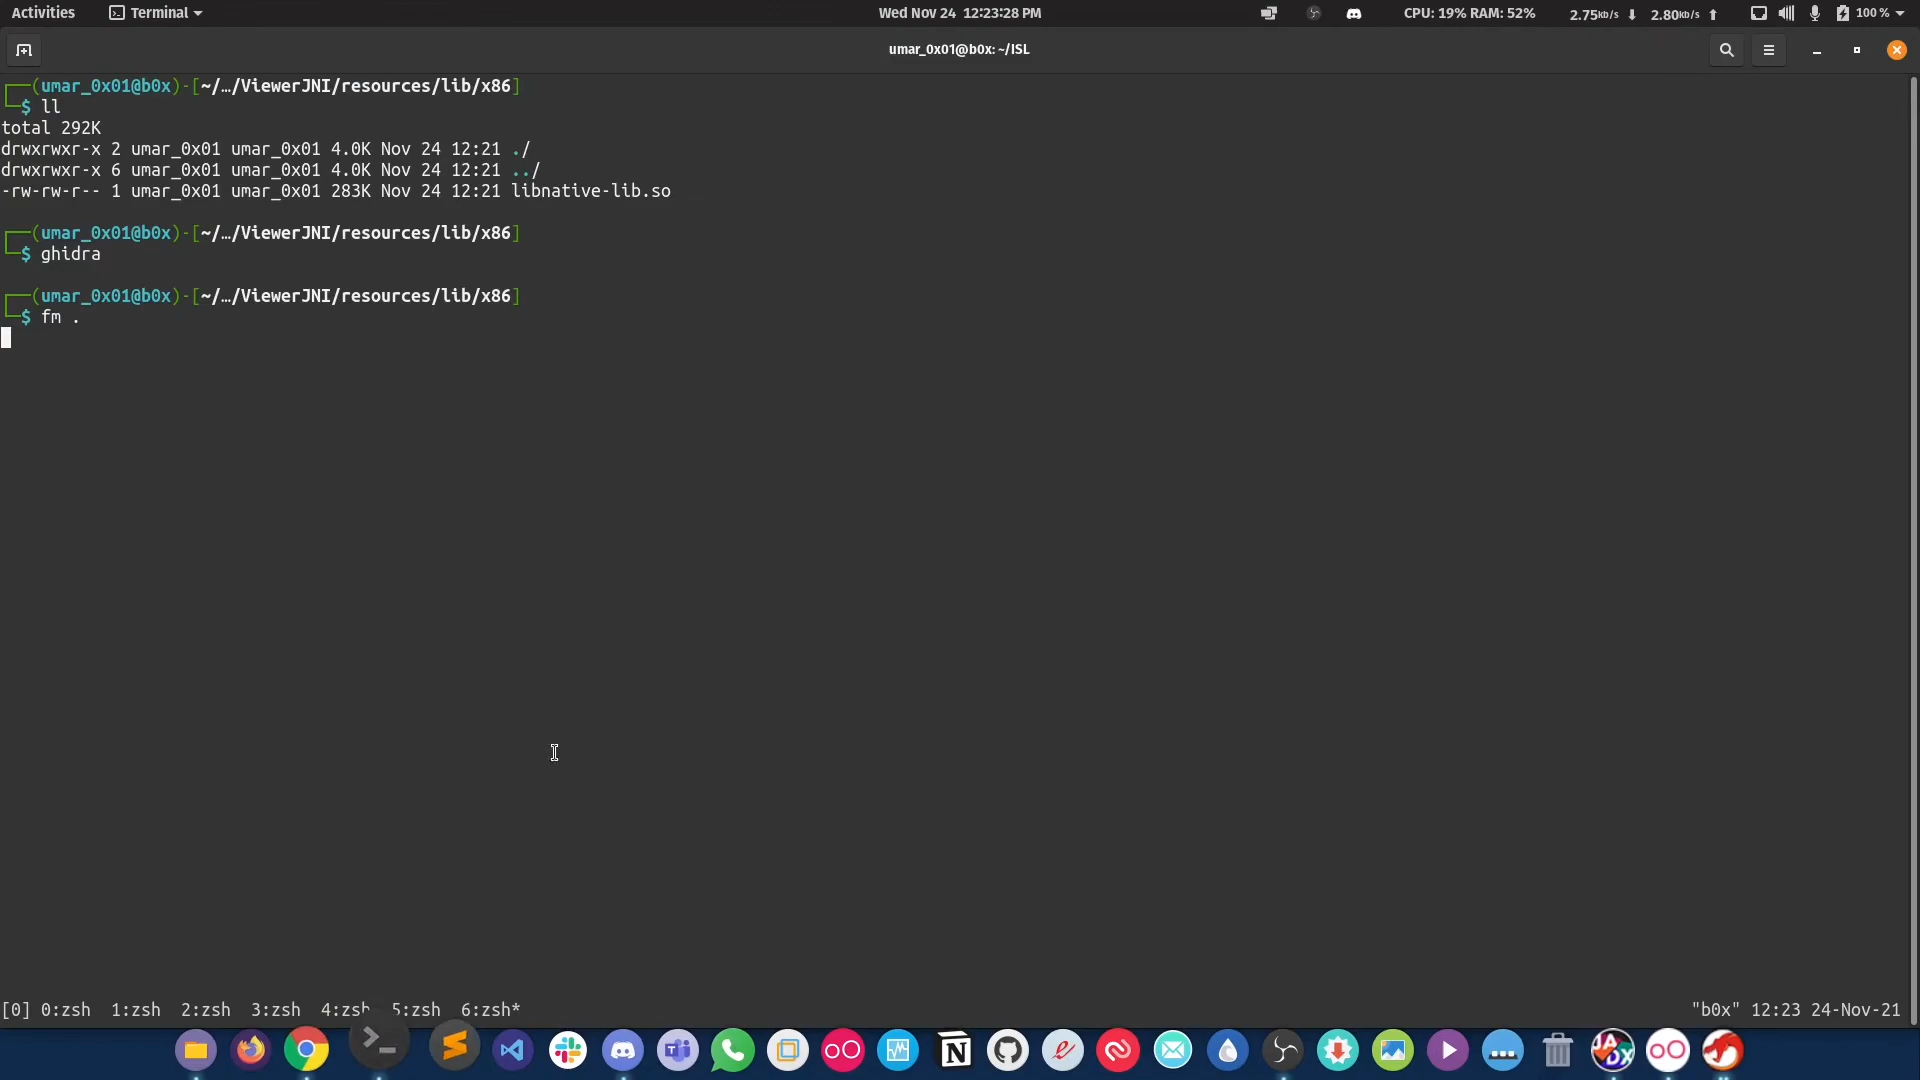 Activities Terminal Wed Nov 24 12:23:28 PM CPU: 19% RAM: 52% 2.75kb/s ⬇ 2.80kb/s ⬆ 100 %
umar_0x01@b0x: ~/ISL
┌──(umar_0x01@b0x)-[~/…/ViewerJNI/resources/lib/x86]
└─$ ll
total 292K
drwxrwxr-x 2 umar_0x01 umar_0x01 4.0K Nov 24 12:21 ./
drwxrwxr-x 6 umar_0x01 umar_0x01 4.0K Nov 24 12:21 ../
-rw-rw-r-- 1 umar_0x01 umar_0x01 283K Nov 24 12:21 libnative-lib.so
┌──(umar_0x01@b0x)-[~/…/ViewerJNI/resources/lib/x86]
└─$ ghidra
┌──(umar_0x01@b0x)-[~/…/ViewerJNI/resources/lib/x86]
└─$ fm .
[0] 0:zsh 1:zsh 2:zsh 3:zsh 4:zsh 5:zsh 6:zsh* "b0x" 12:23 24-Nov-21
JADX